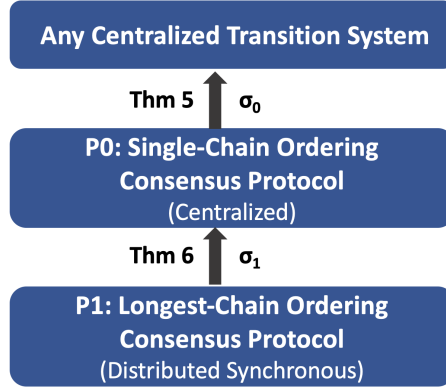 Any Centralized Transition System
Thm 5 σ₀
P0: Single-Chain Ordering
Consensus Protocol
(Centralized)
Thm 6 σ₁
P1: Longest-Chain Ordering
Consensus Protocol
(Distributed Synchronous)